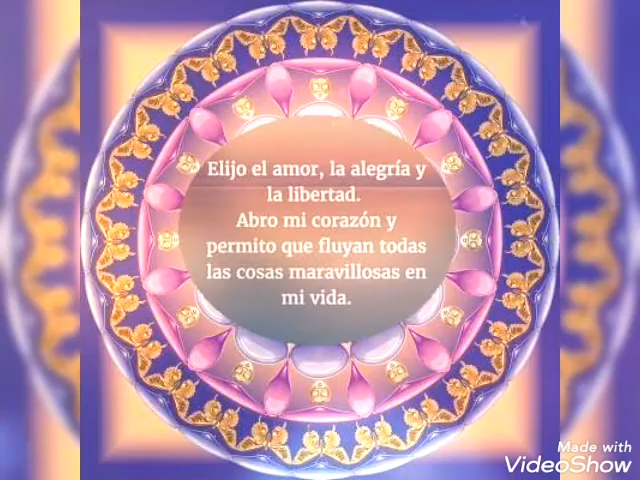 Elijo el amor, la alegría y
la libertad.
Abro mi corazón y
permito que fluyan todas
las cosas maravillosas en
mi vida.
Made with
VideoShow